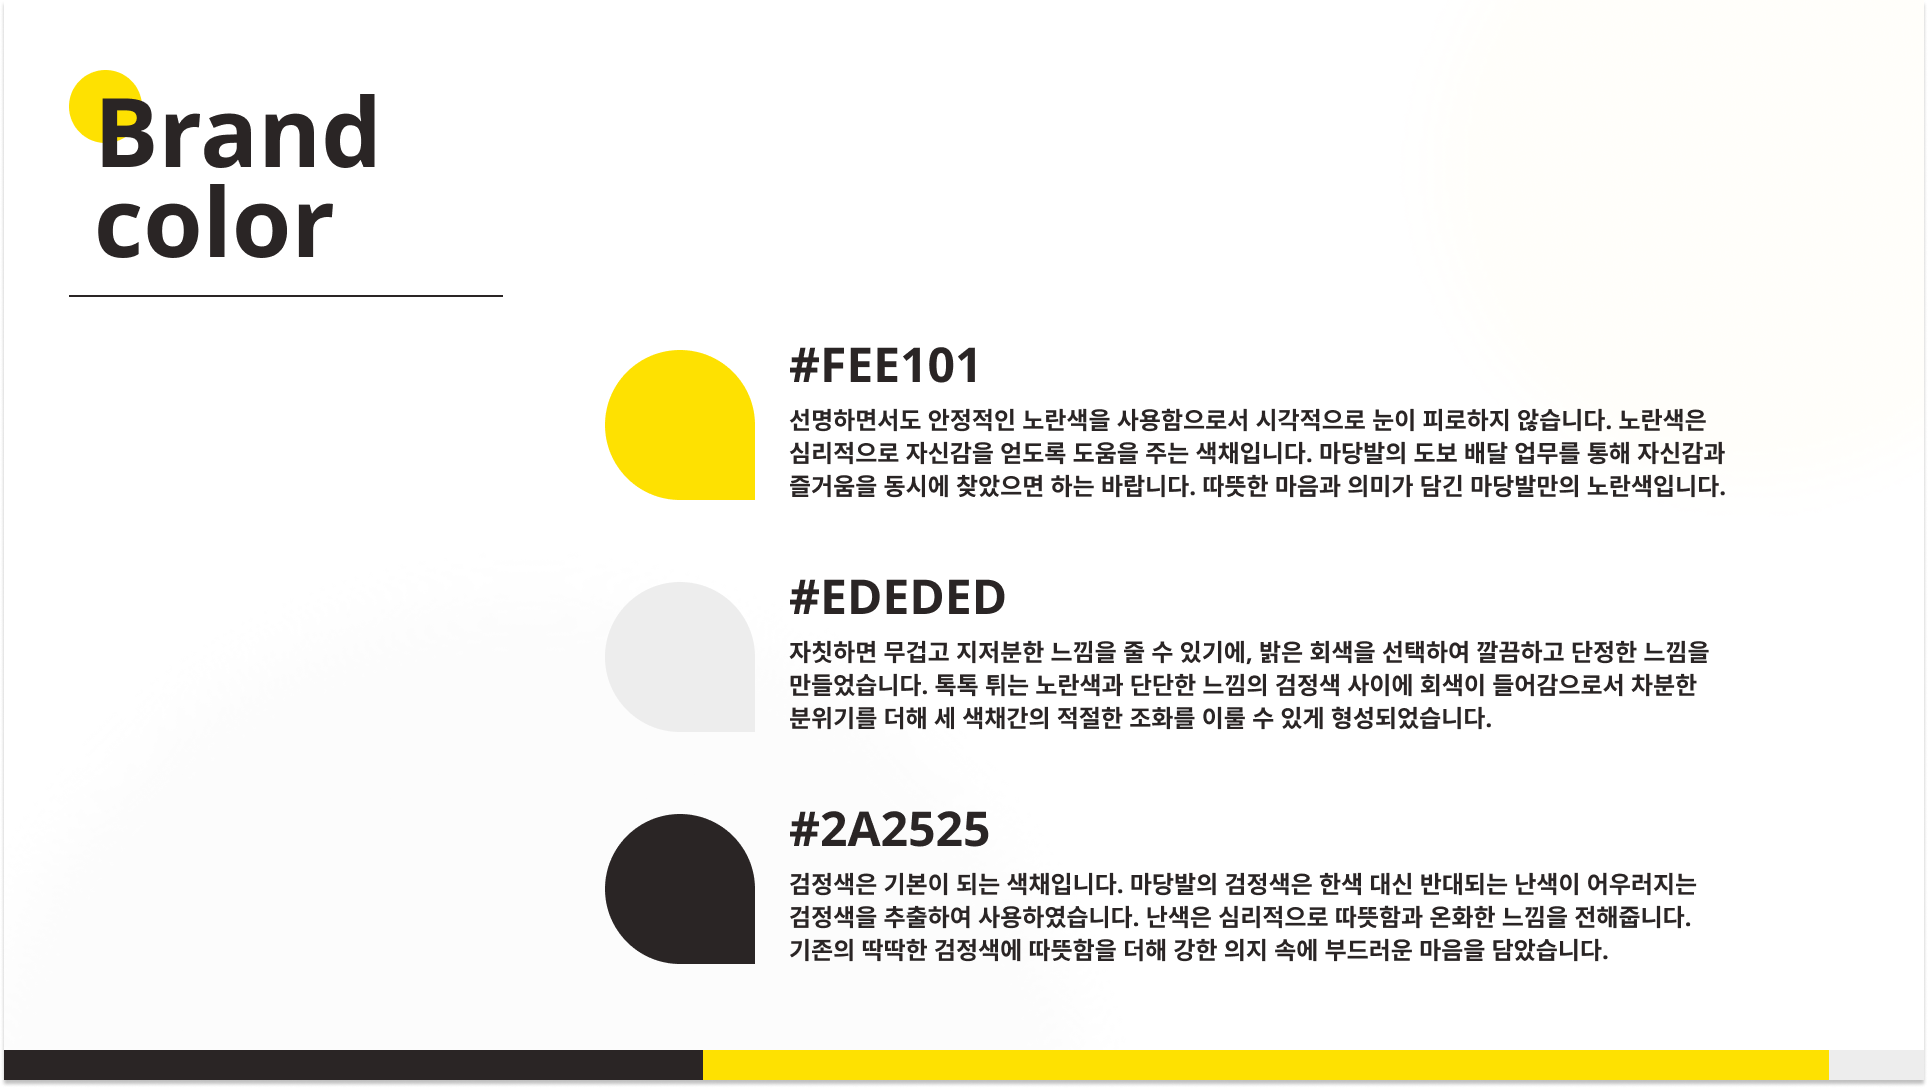 Brand
color
#FEE101
선명하면서도 안정적인 노란색을 사용함으로서 시각적으로 눈이 피로하지 않습니다. 노란색은
심리적으로 자신감을 얻도록 도움을 주는 색채입니다. 마당발의 도보 배달 업무를 통해 자신감과
즐거움을 동시에 찾았으면 하는 바랍니다. 따뜻한 마음과 의미가 담긴 마당발만의 노란색입니다.
#EDEDED
자칫하면 무겁고 지저분한 느낌을 줄 수 있기에, 밝은 회색을 선택하여 깔끔하고 단정한 느낌을
만들었습니다. 톡톡 튀는 노란색과 단단한 느낌의 검정색 사이에 회색이 들어감으로서 차분한
분위기를 더해 세 색채간의 적절한 조화를 이룰 수 있게 형성되었습니다.
#2A2525
검정색은 기본이 되는 색채입니다. 마당발의 검정색은 한색 대신 반대되는 난색이 어우러지는
검정색을 추출하여 사용하였습니다. 난색은 심리적으로 따뜻함과 온화한 느낌을 전해줍니다.
기존의 딱딱한 검정색에 따뜻함을 더해 강한 의지 속에 부드러운 마음을 담았습니다.